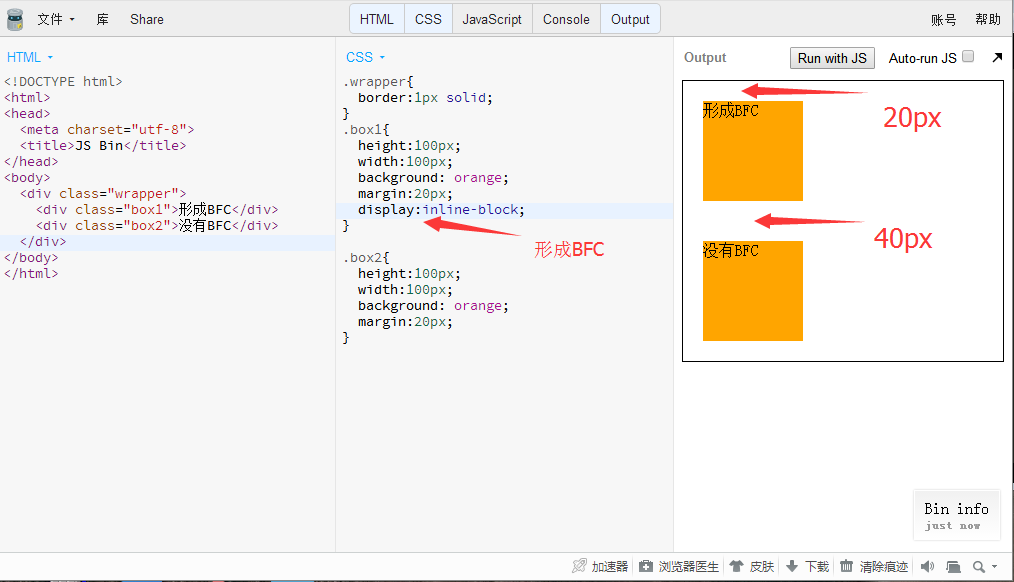 文件 库 Share HTML CSS JavaScript Console Output 账号 帮助
HTML
<!DOCTYPE html>
<html>
<head>
  <meta charset="utf-8">
  <title>JS Bin</title>
</head>
<body>
  <div class="wrapper">
    <div class="box1">形成BFC</div>
    <div class="box2">没有BFC</div>
  </div>
</body>
</html>
CSS
.wrapper{
  border:1px solid;
}
.box1{
  height:100px;
  width:100px;
  background: orange;
  margin:20px;
  display:inline-block;
}
形成BFC
.box2{
  height:100px;
  width:100px;
  background: orange;
  margin:20px;
}
Output Run with JS Auto-run JS
形成BFC
20px
40px
没有BFC
Bin info
just now
加速器 浏览器医生 皮肤 下载 清除痕迹